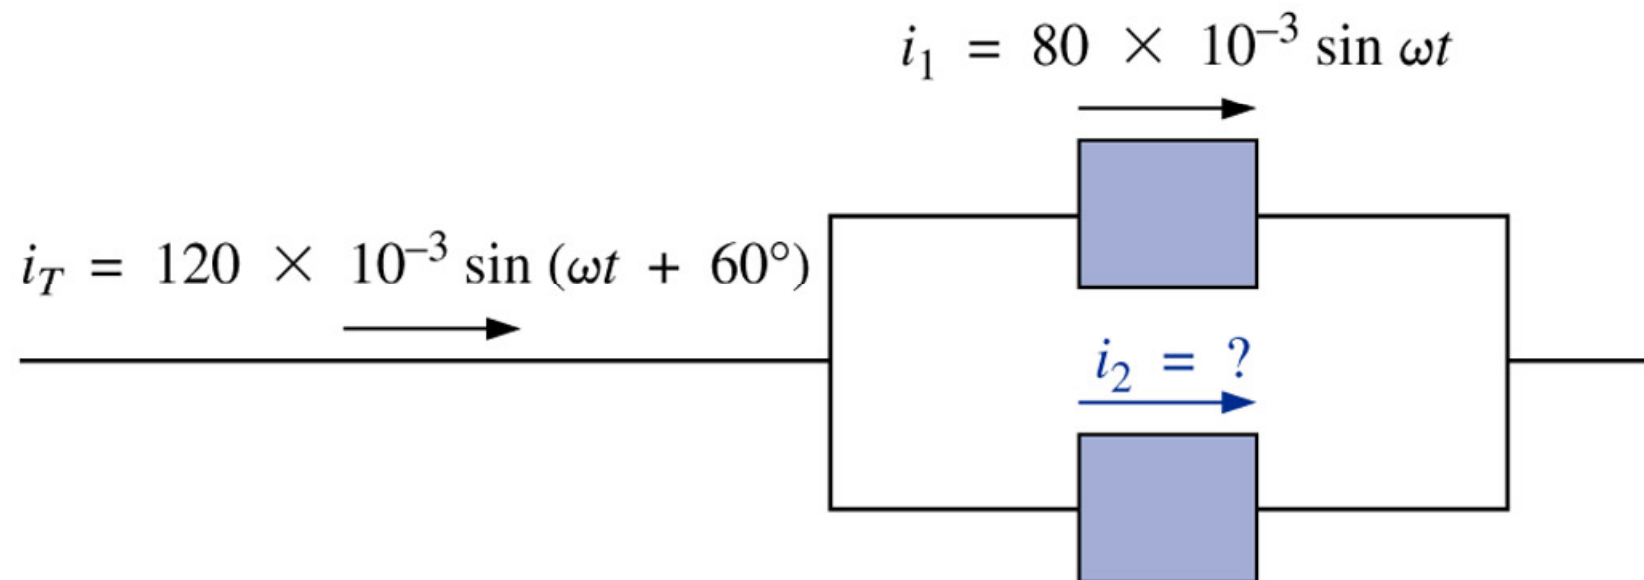 i₁ = 80 × 10⁻³ sin ωt
i_T = 120 × 10⁻³ sin (ωt + 60°)
i₂ = ?